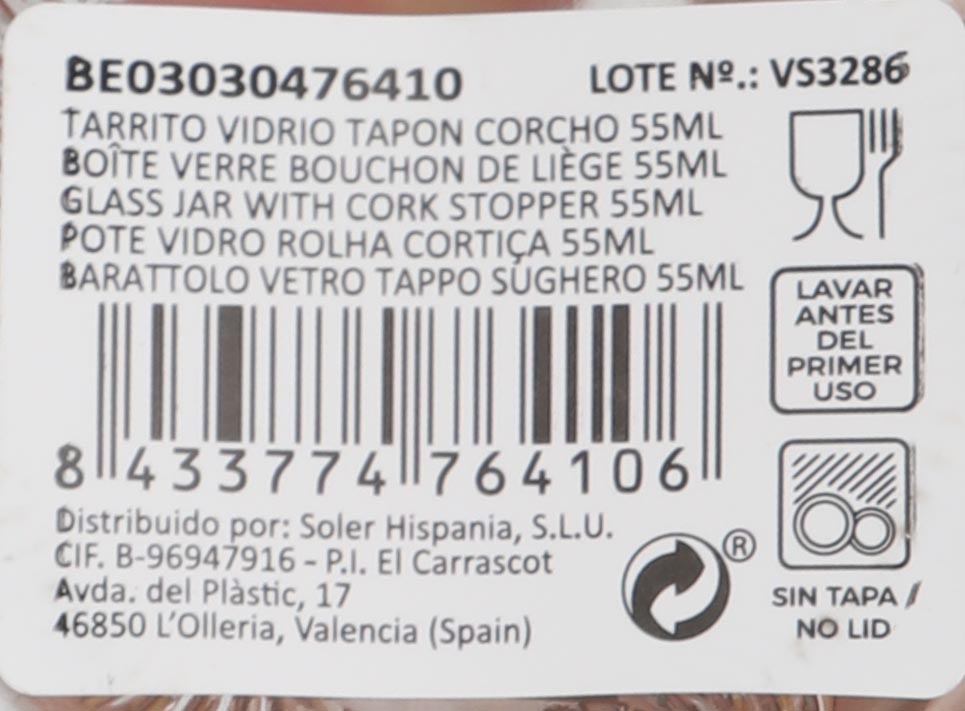 BE03030476410
LOTE Nº.: VS3286
TARRITO VIDRIO TAPON CORCHO 55ML
BOÎTE VERRE BOUCHON DE LIÈGE 55ML
GLASS JAR WITH CORK STOPPER 55ML
POTE VIDRO ROLHA CORTIÇA 55ML
BARATTOLO VETRO TAPPO SUGHERO 55ML
LAVAR
ANTES
DEL
PRIMER
USO
8 433774 764106
Distribuido por: Soler Hispania, S.L.U.
CIF. B-96947916 - P.I. El Carrascot
Avda. del Plàstic, 17
46850 L'Olleria, Valencia (Spain)
®
SIN TAPA /
NO LID